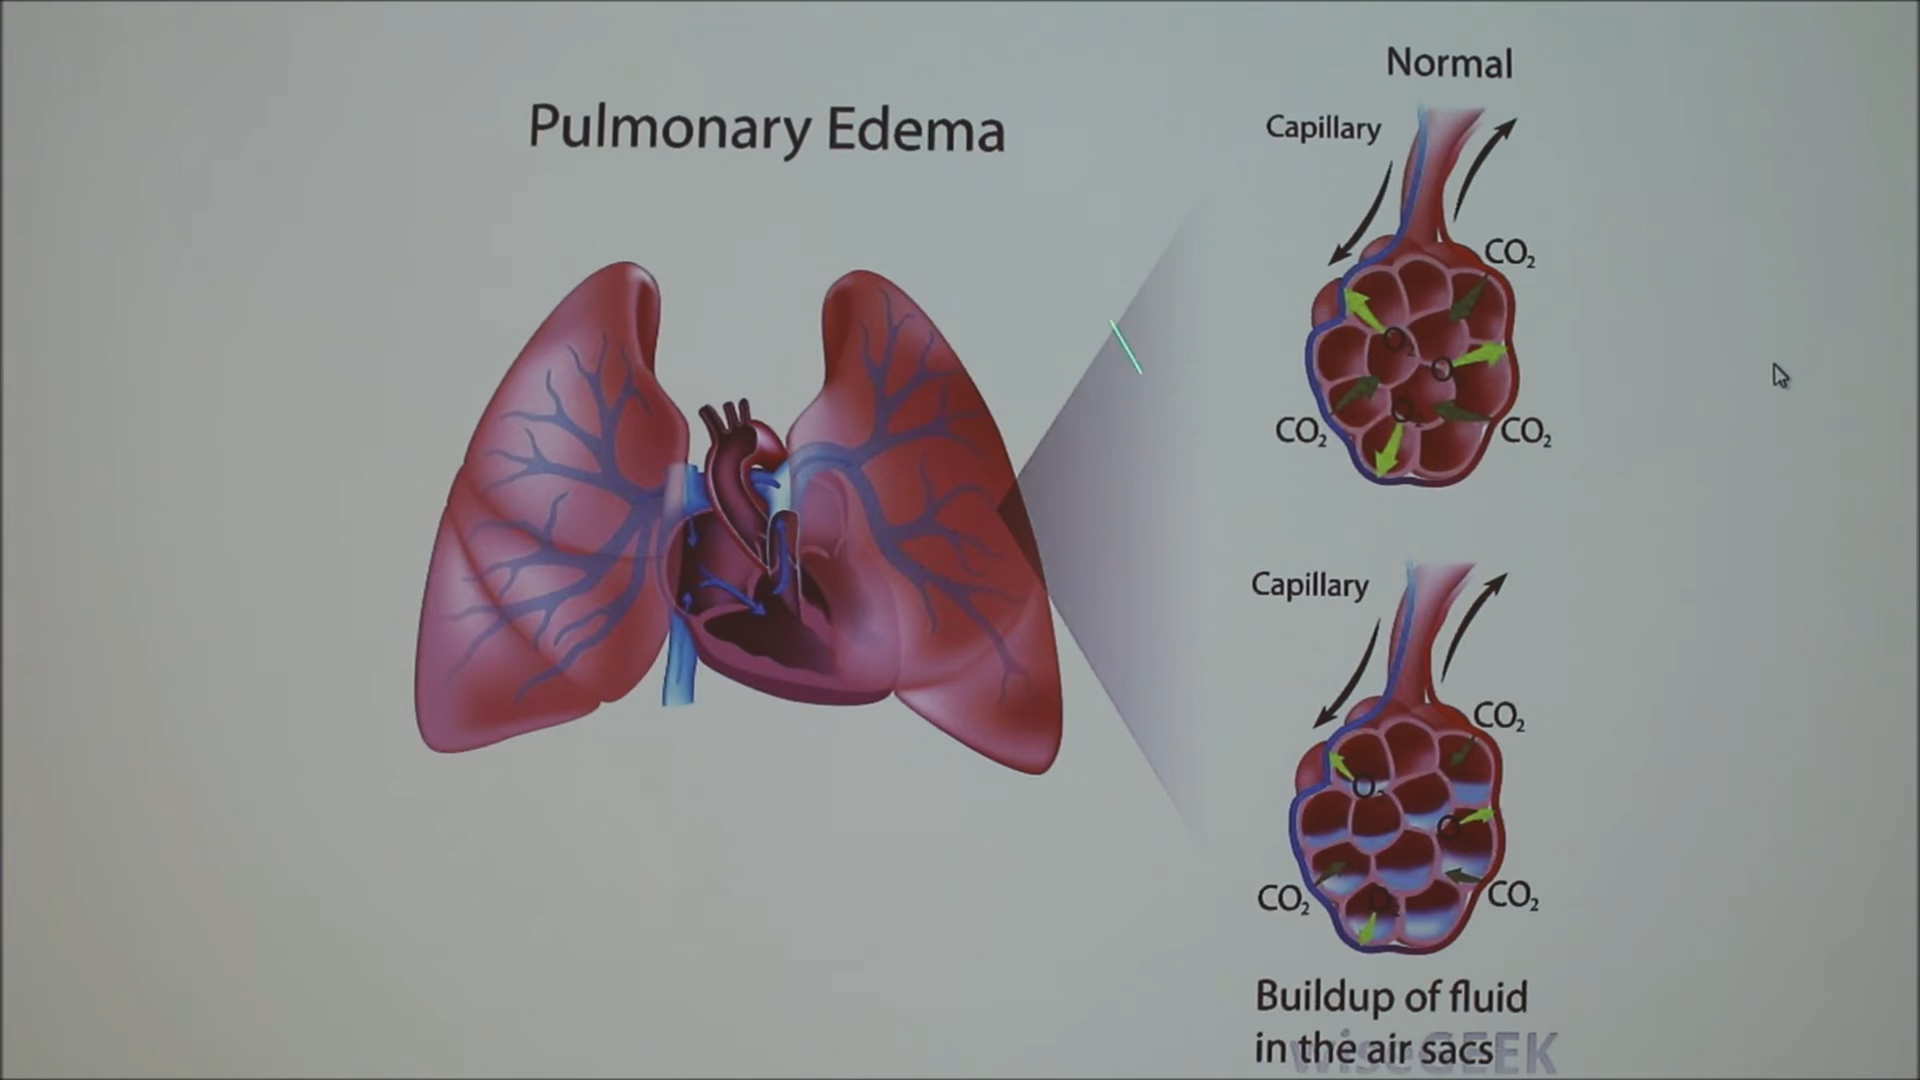 Pulmonary Edema
Normal
Capillary
CO₂
O₂
O
CO₂
O₂
CO₂
Capillary
CO₂
O₂
O
CO₂
O₂
CO₂
Buildup of fluid
in the air sacs
wiseGEEK